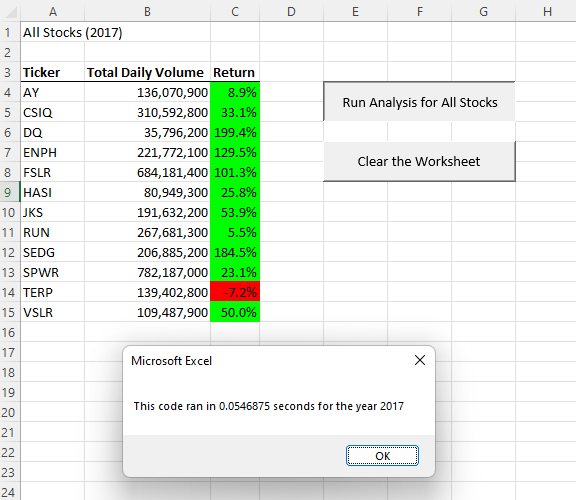 A B C D E F G H
1 All Stocks (2017)
2
3 Ticker Total Daily Volume Return
4 AY 136,070,900 8.9%
Run Analysis for All Stocks
5 CSIQ 310,592,800 33.1%
6 DQ 35,796,200 199.4%
7 ENPH 221,772,100 129.5%
Clear the Worksheet
8 FSLR 684,181,400 101.3%
9 HASI 80,949,300 25.8%
10 JKS 191,632,200 53.9%
11 RUN 267,681,300 5.5%
12 SEDG 206,885,200 184.5%
13 SPWR 782,187,000 23.1%
14 TERP 139,402,800 -7.2%
15 VSLR 109,487,900 50.0%
16
17
Microsoft Excel
18
19
20
This code ran in 0.0546875 seconds for the year 2017
21
22
OK
23
24